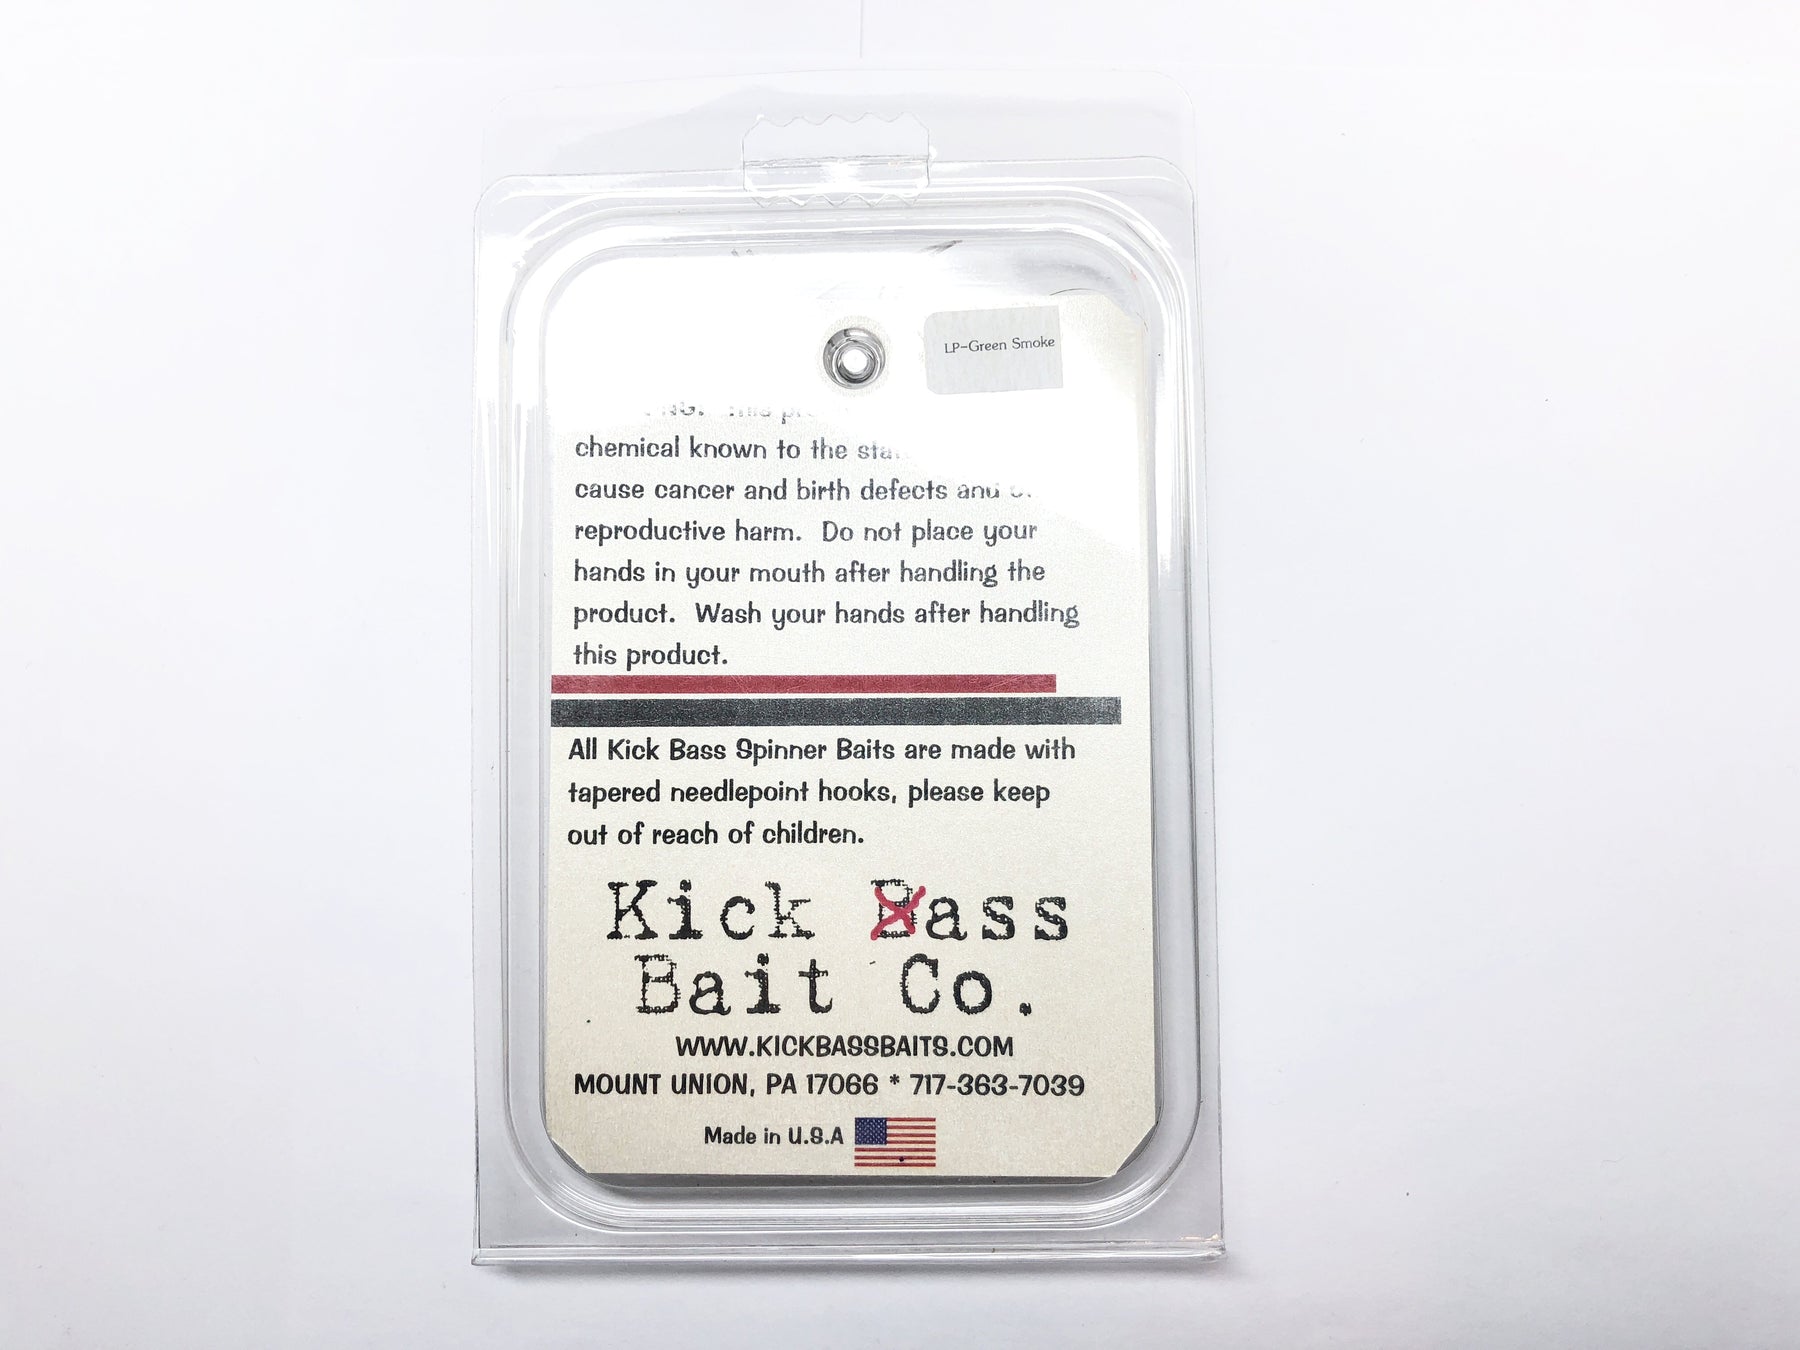 LP-Green Smoke
chemical known to the
cause cancer and birth defects and
reproductive harm. Do not place your
hands in your mouth after handling the
product. Wash your hands after handling
this product.
All Kick Bass Spinner Baits are made with
tapered needlepoint hooks, please keep
out of reach of children.
Kick Bass
Bait Co.
WWW.KICKBASSBAITS.COM
MOUNT UNION, PA 17066 * 717-363-7039
Made in U.S.A